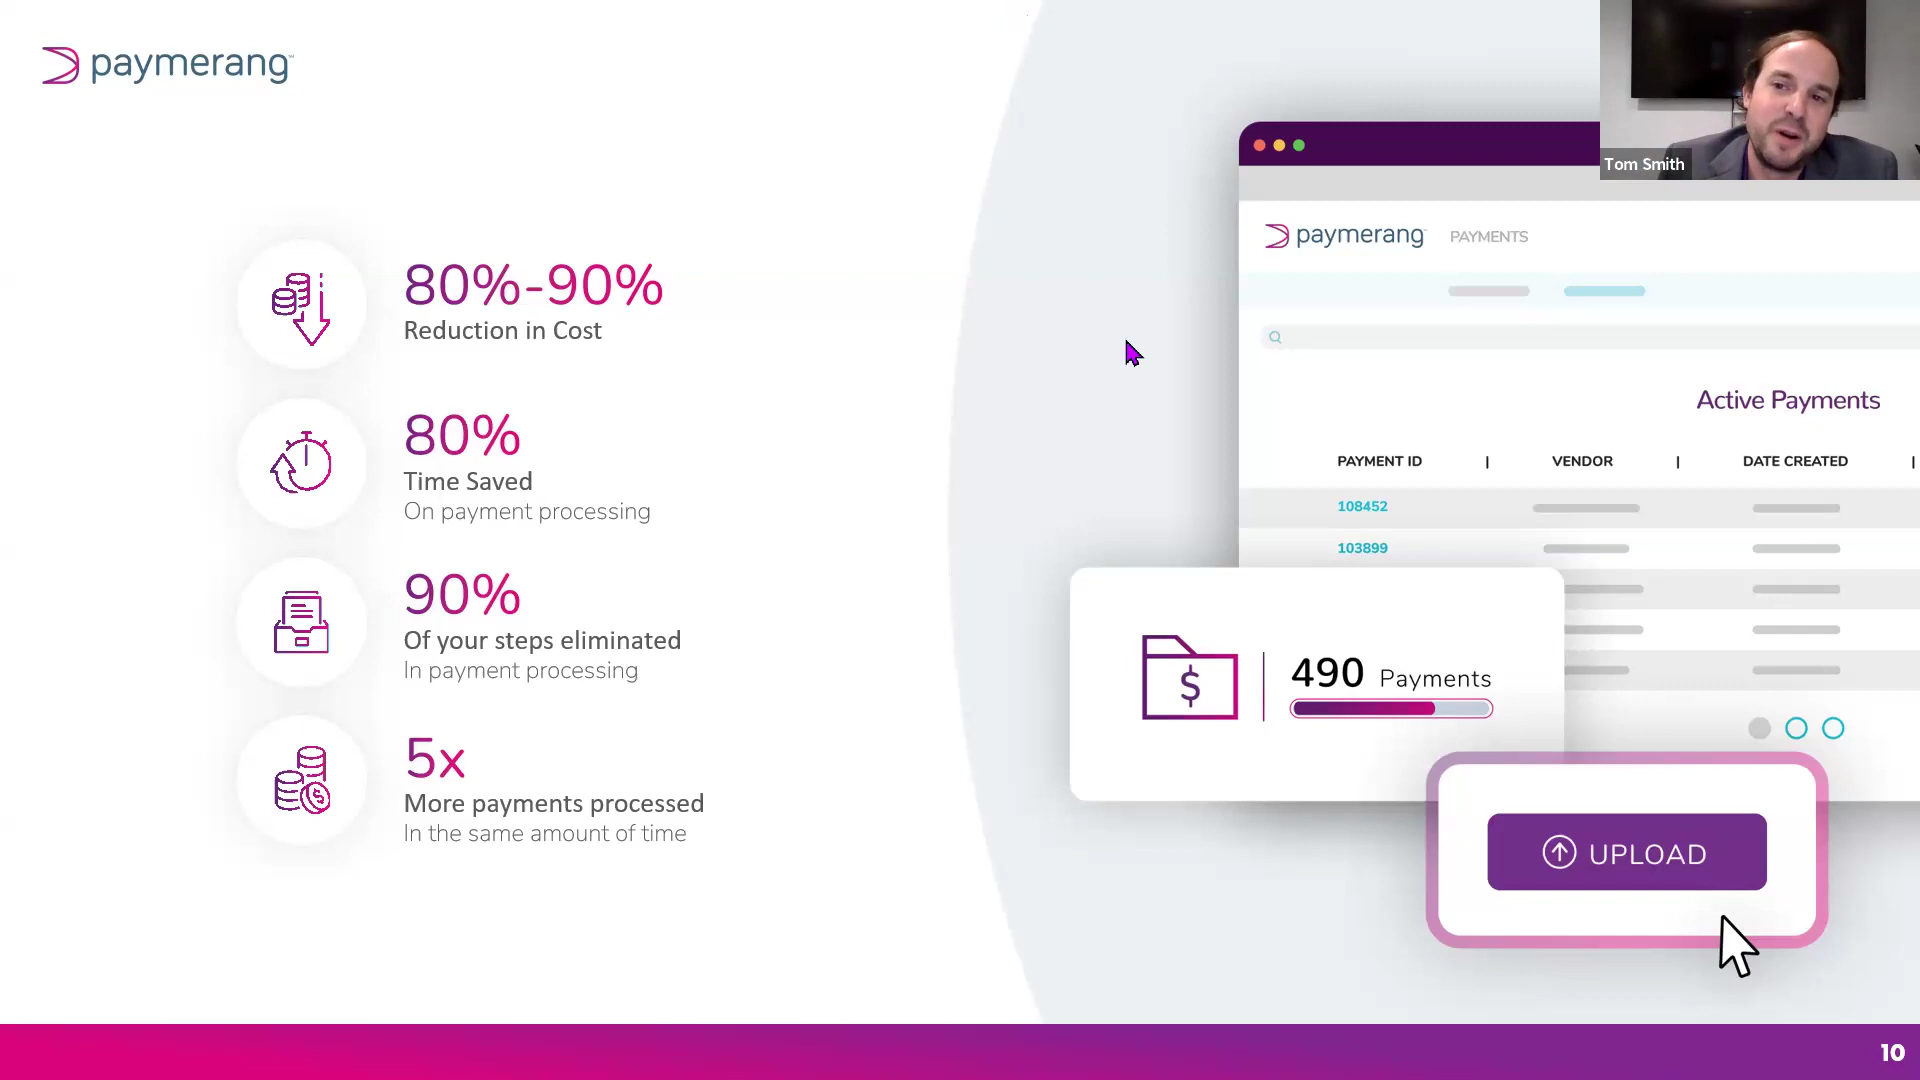 paymerang
Tom Smith
80%-90%
Reduction in Cost
80%
Time Saved
On payment processing
90%
Of your steps eliminated
In payment processing
5x
More payments processed
In the same amount of time
paymerang PAYMENTS
Active Payments
PAYMENT ID | VENDOR | DATE CREATED |
108452
103899
490 Payments
$
UPLOAD
10